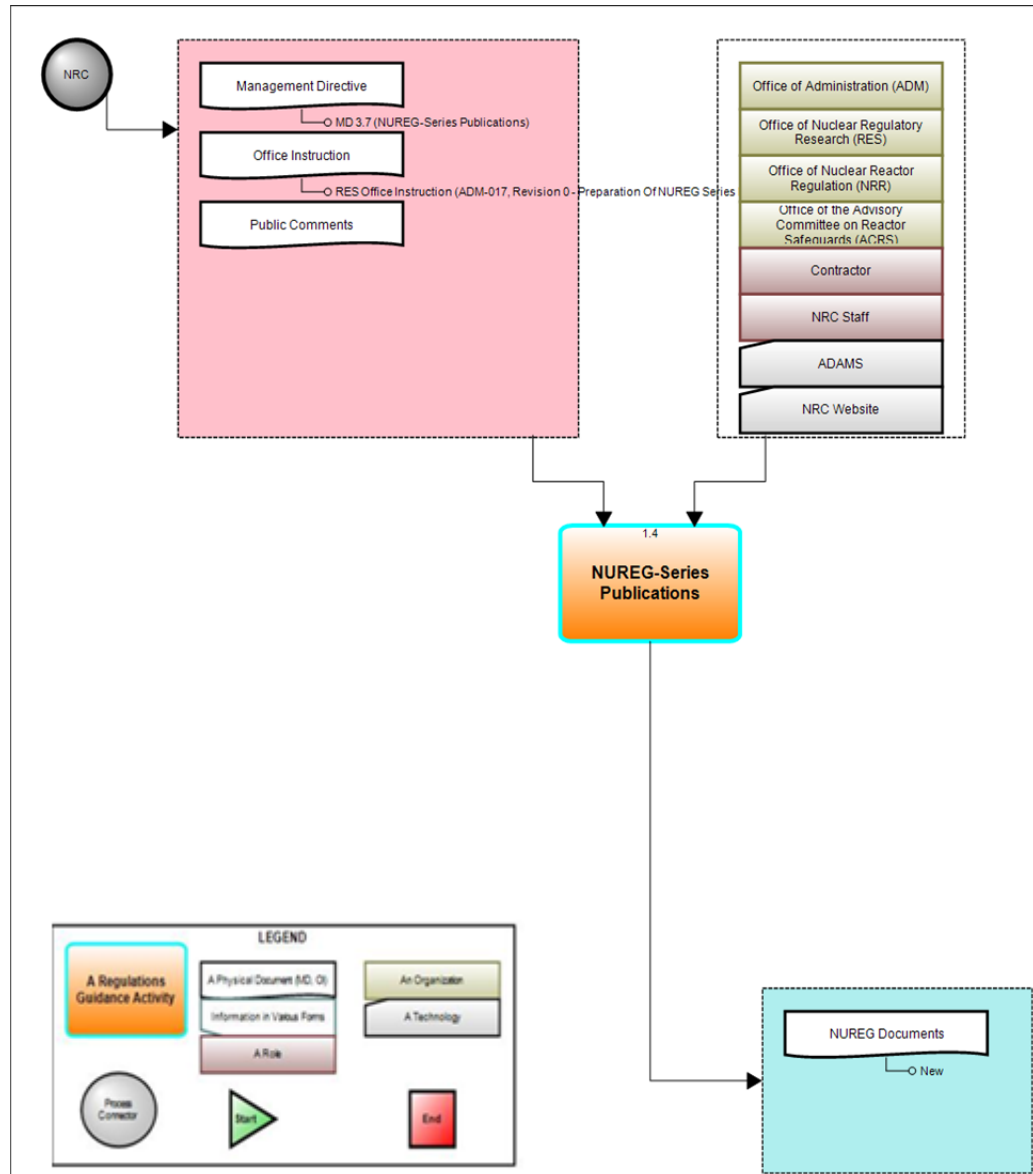 NRC
Management Directive
MD 3.7 (NUREG-Series Publications)
Office Instruction
RES Office Instruction (ADM-017, Revision 0 - Preparation Of NUREG Series
Public Comments
Office of Administration (ADM)
Office of Nuclear Regulatory
Research (RES)
Office of Nuclear Reactor
Regulation (NRR)
Office of the Advisory
Committee on Reactor
Safeguards (ACRS)
Contractor
NRC Staff
ADAMS
NRC Website
1.4
NUREG-Series
Publications
LEGEND
A Regulations
Guidance Activity
A Physical Document (MD, OI)
Information in Various Forms
A Role
An Organization
A Technology
Process
Connector
Start
End
NUREG Documents
New